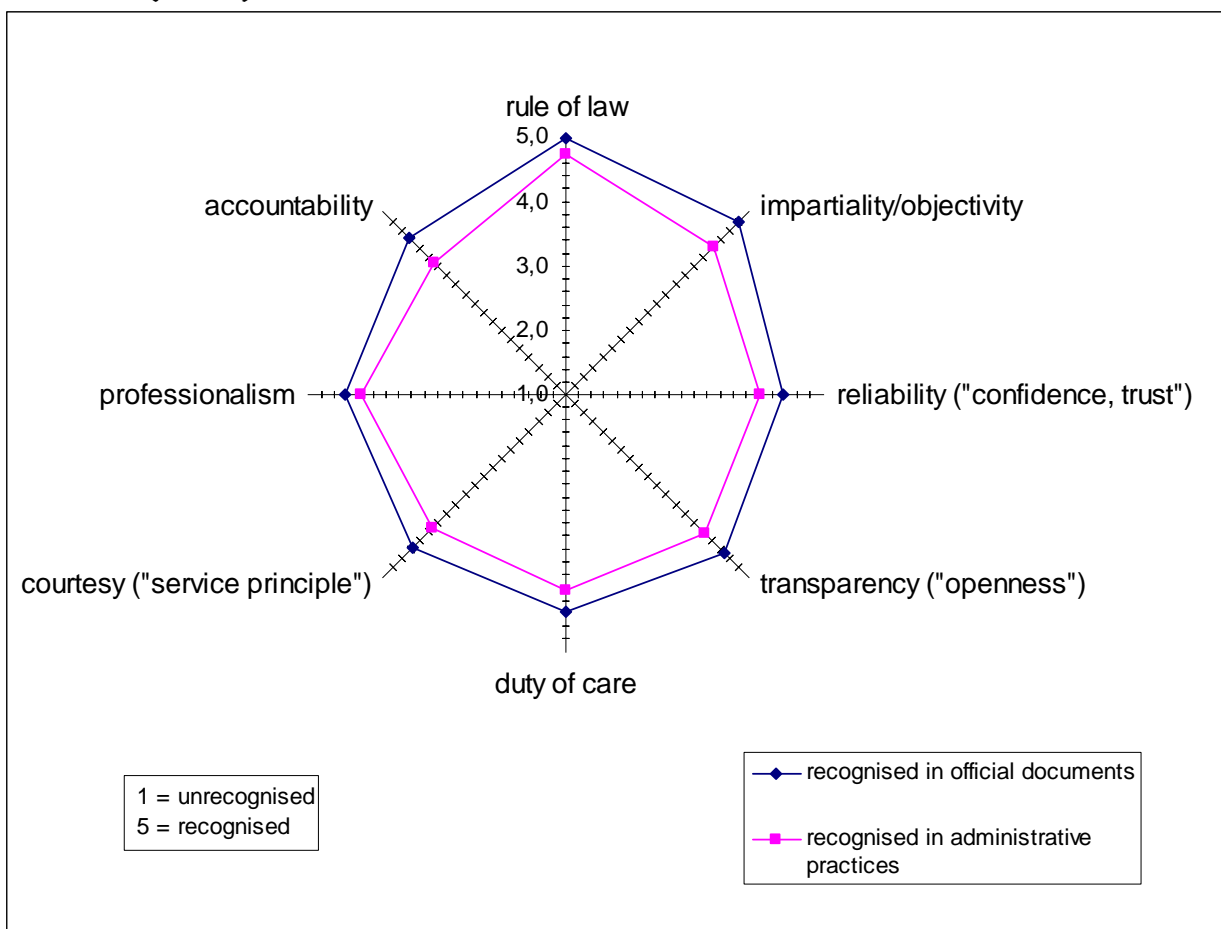 rule of law
5,0
accountability
4,0
impartiality/objectivity
3,0
2,0
professionalism
1,0
reliability ("confidence, trust")
courtesy ("service principle")
transparency ("openness")
duty of care
1 = unrecognised
5 = recognised
recognised in official documents
recognised in administrative
practices